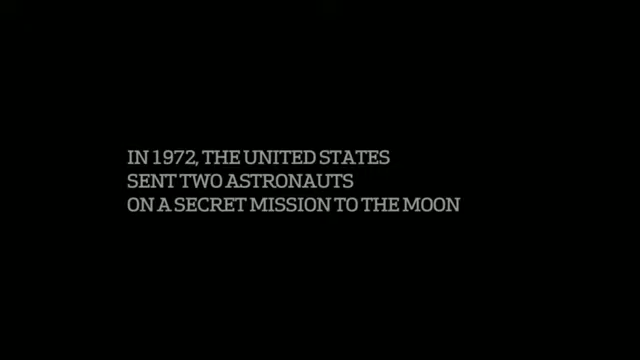 IN 1972, THE UNITED STATES
SENT TWO ASTRONAUTS
ON A SECRET MISSION TO THE MOON